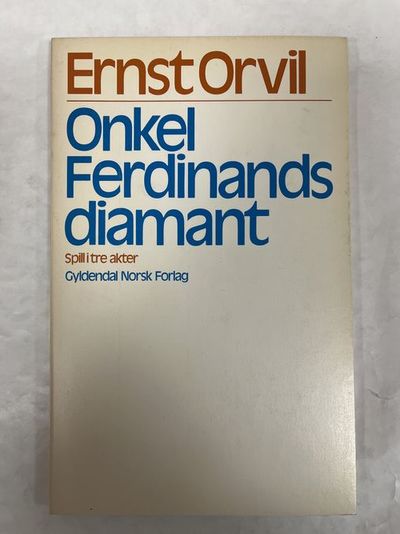 Ernst Orvil
Onkel
Ferdinands
diamant
Spill i tre akter
Gyldendal Norsk Forlag